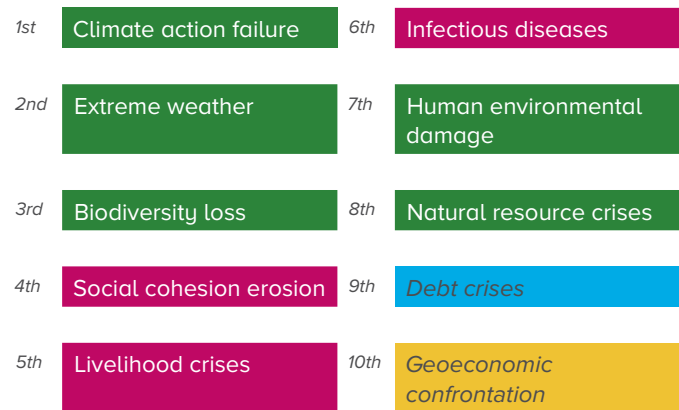 1st Climate action failure
2nd Extreme weather
3rd Biodiversity loss
4th Social cohesion erosion
5th Livelihood crises
6th Infectious diseases
7th Human environmental
damage
8th Natural resource crises
9th Debt crises
10th Geoeconomic
confrontation